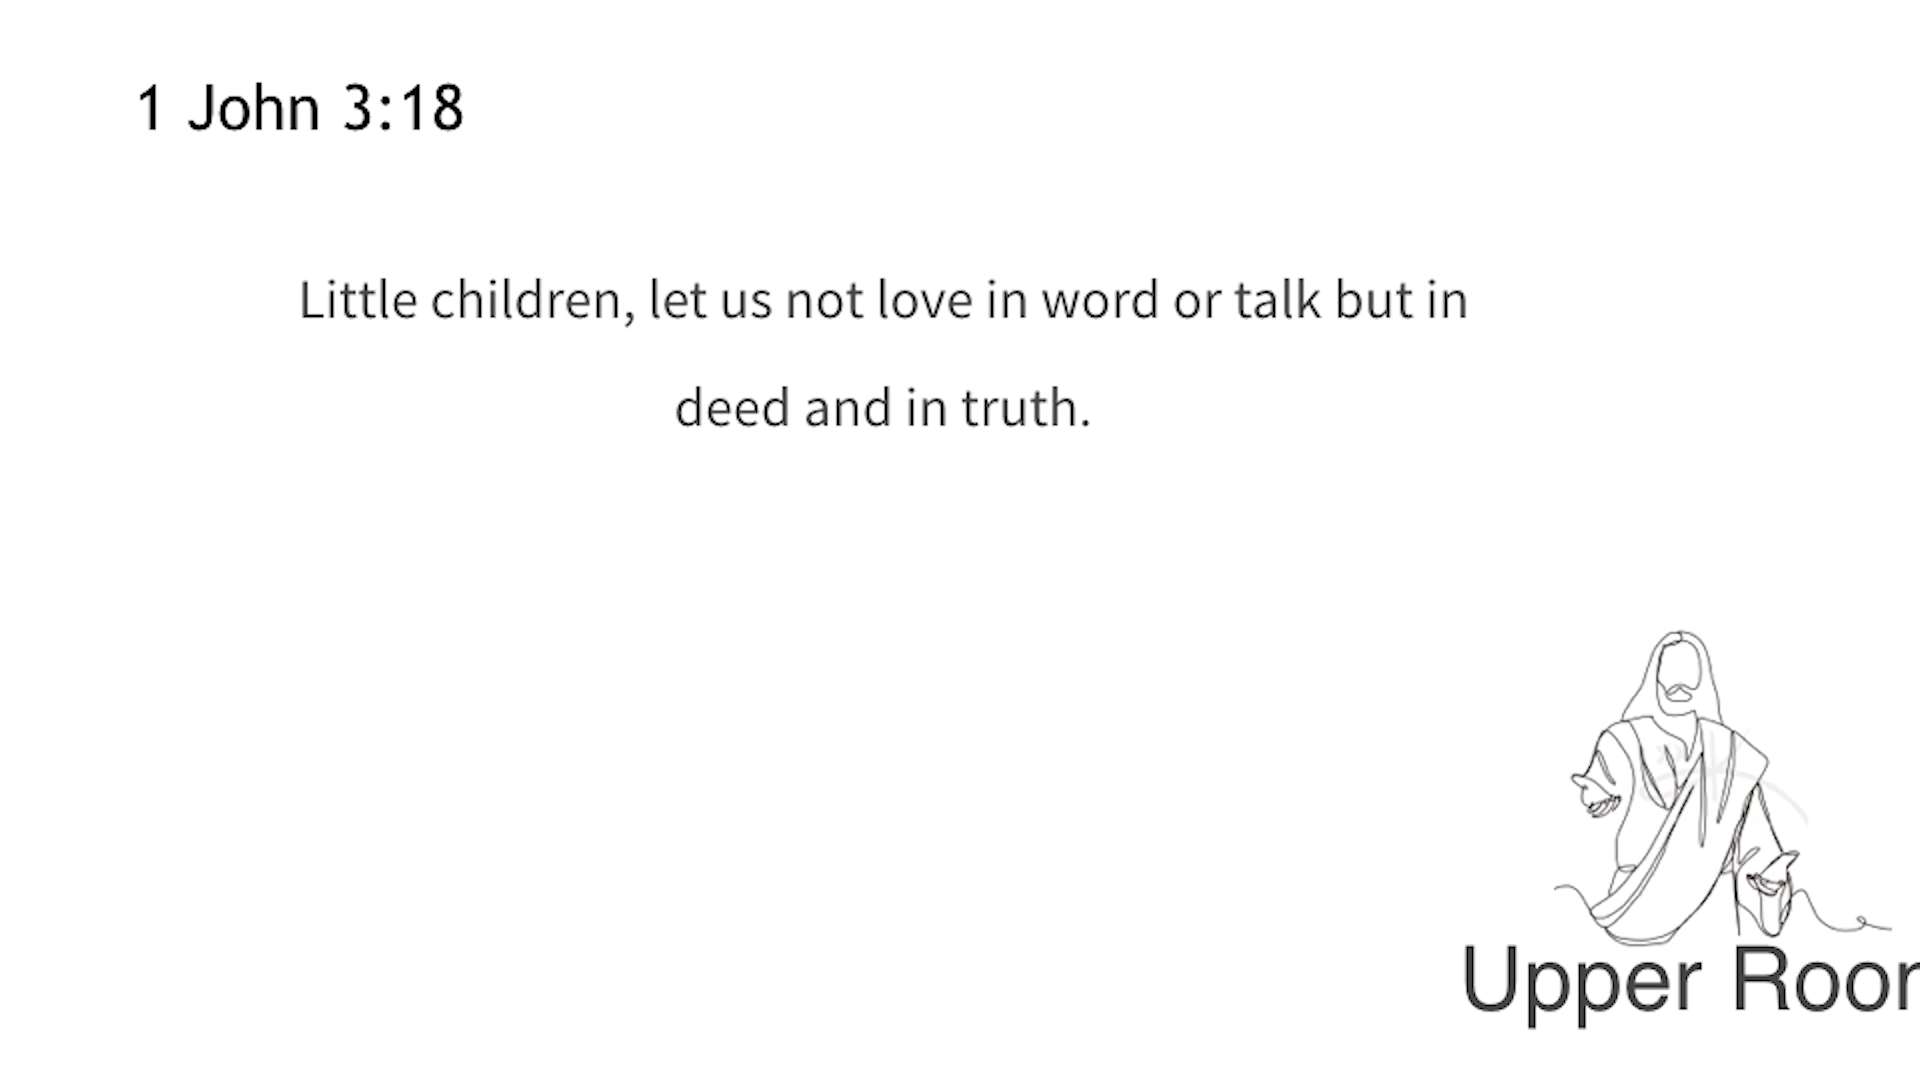 1 John 3:18
Little children, let us not love in word or talk but in
deed and in truth.
Upper Roor